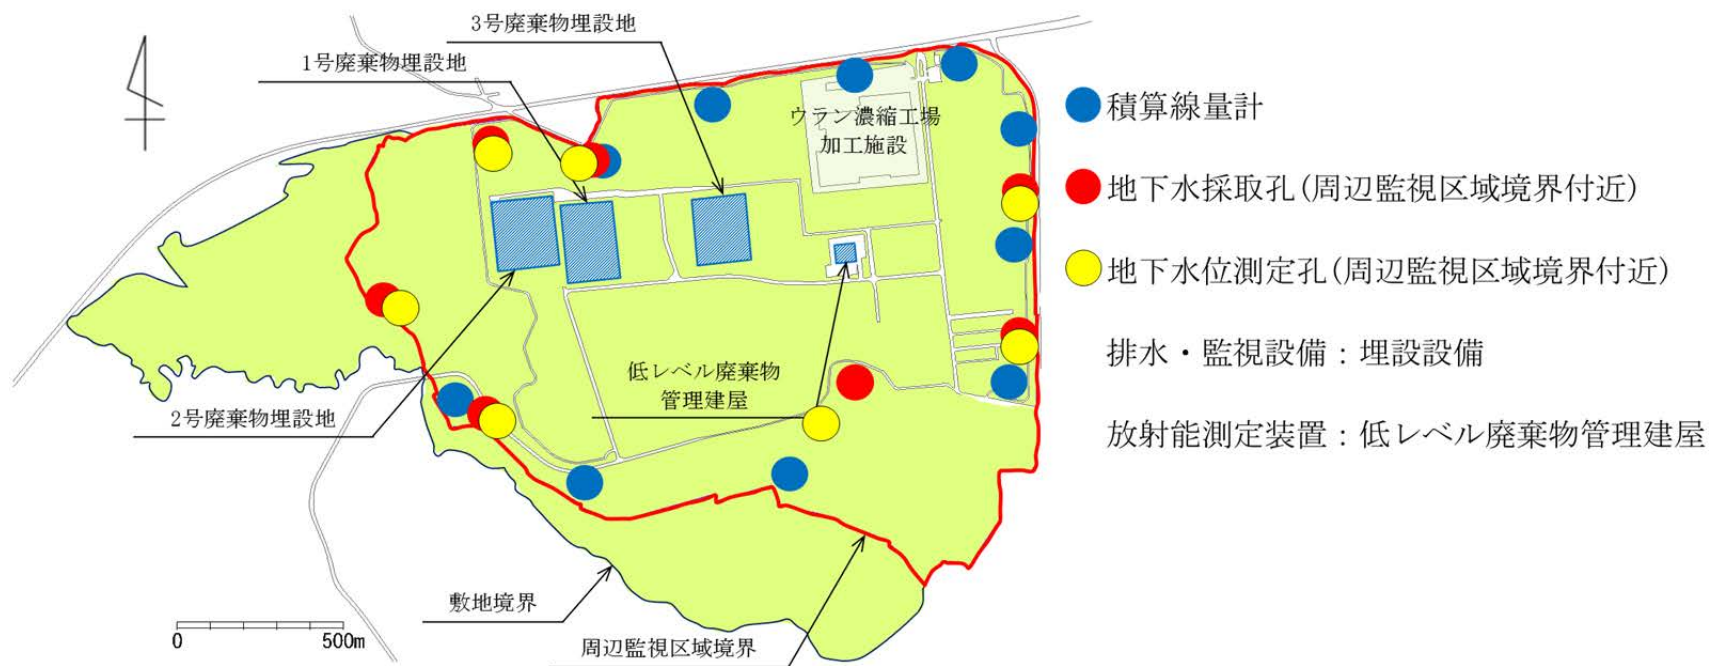 3号廃棄物埋設地
1号廃棄物埋設地
ウラン濃縮工場
加工施設
低レベル廃棄物
管理建屋
2号廃棄物埋設地
敷地境界
周辺監視区域境界
0
500m
積算線量計
地下水採取孔(周辺監視区域境界付近)
地下水位測定孔(周辺監視区域境界付近)
排水・監視設備：埋設設備
放射能測定装置：低レベル廃棄物管理建屋